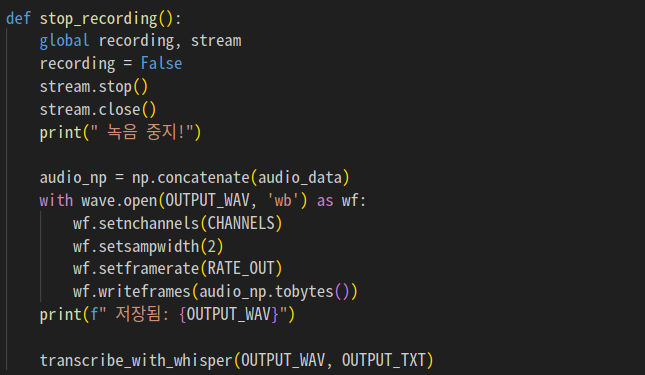 def stop_recording():
    global recording, stream
    recording = False
    stream.stop()
    stream.close()
    print(" 녹음 중지!")

    audio_np = np.concatenate(audio_data)
    with wave.open(OUTPUT_WAV, 'wb') as wf:
        wf.setnchannels(CHANNELS)
        wf.setsampwidth(2)
        wf.setframerate(RATE_OUT)
        wf.writeframes(audio_np.tobytes())
    print(f" 저장됨: {OUTPUT_WAV}")

    transcribe_with_whisper(OUTPUT_WAV, OUTPUT_TXT)